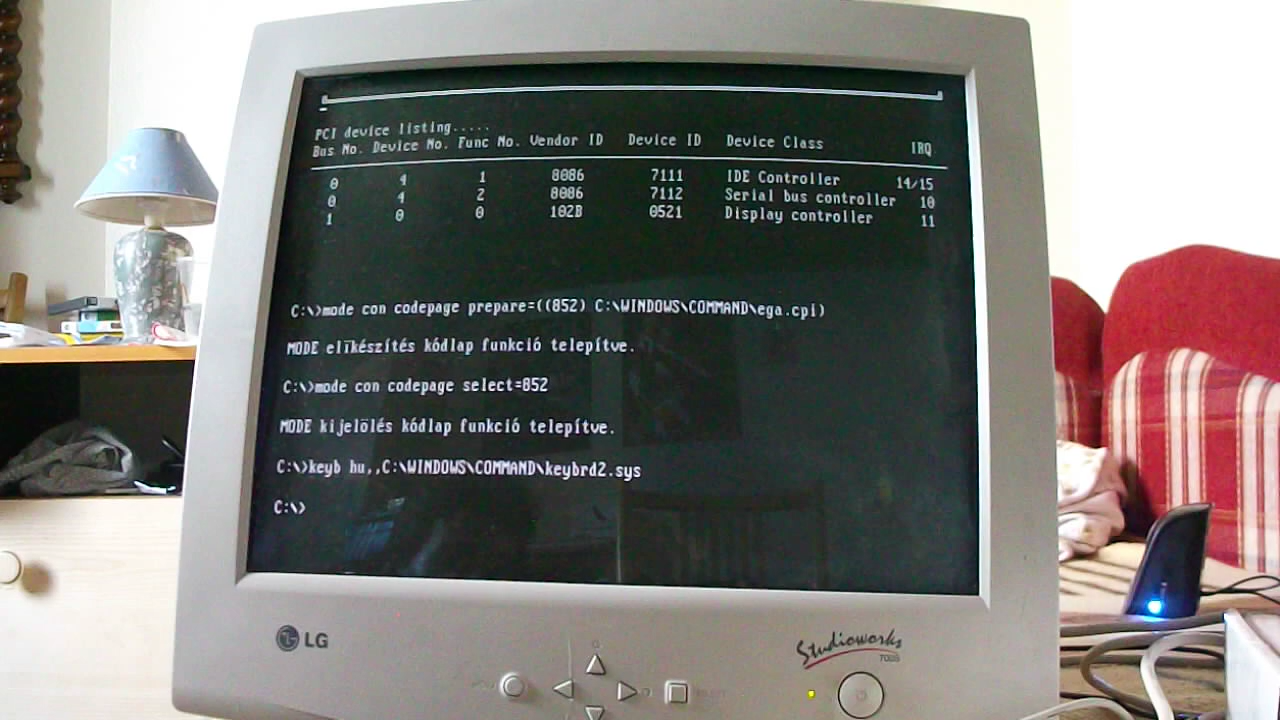 PCI device listing.....
Bus No. Device No. Func No. Vendor ID Device ID Device Class IRQ
0 4 1 8086 7111 IDE Controller 14/15
0 4 2 8086 7112 Serial bus controller 10
1 0 0 102B 0521 Display controller 11
C:\>mode con codepage prepare=((852) C:\WINDOWS\COMMAND\ega.cpi)
MODE elïkészítés kódlap funkció telepítve.
C:\>mode con codepage select=852
MODE kijelölés kódlap funkció telepítve.
C:\>keyb hu,,C:\WINDOWS\COMMAND\keybrd2.sys
C:\>
LG
Studioworks